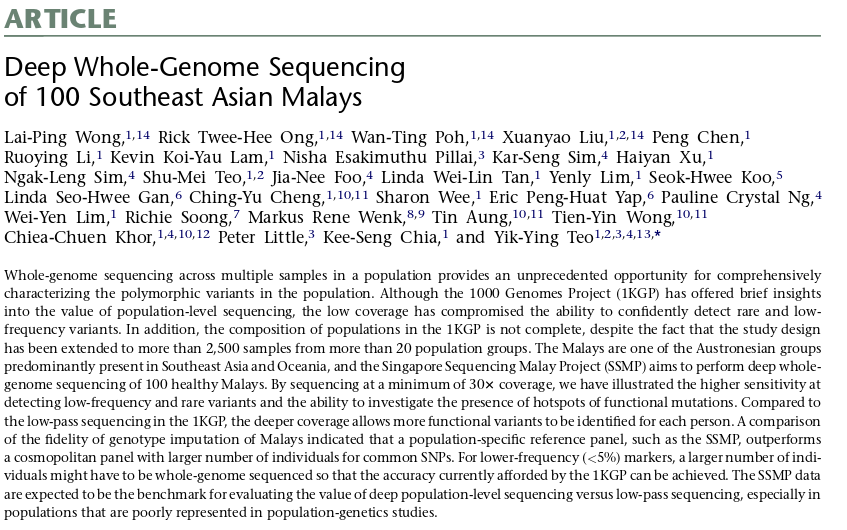 ARTICLE
Deep Whole-Genome Sequencing
of 100 Southeast Asian Malays
Lai-Ping Wong,1,14 Rick Twee-Hee Ong,1,14 Wan-Ting Poh,1,14 Xuanyao Liu,1,2,14 Peng Chen,1
Ruoying Li,1 Kevin Koi-Yau Lam,1 Nisha Esakimuthu Pillai,3 Kar-Seng Sim,4 Haiyan Xu,1
Ngak-Leng Sim,4 Shu-Mei Teo,1,2 Jia-Nee Foo,4 Linda Wei-Lin Tan,1 Yenly Lim,1 Seok-Hwee Koo,5
Linda Seo-Hwee Gan,6 Ching-Yu Cheng,1,10,11 Sharon Wee,1 Eric Peng-Huat Yap,6 Pauline Crystal Ng,4
Wei-Yen Lim,1 Richie Soong,7 Markus Rene Wenk,8,9 Tin Aung,10,11 Tien-Yin Wong,10,11
Chiea-Chuen Khor,1,4,10,12 Peter Little,3 Kee-Seng Chia,1 and Yik-Ying Teo1,2,3,4,13,*
Whole-genome sequencing across multiple samples in a population provides an unprecedented opportunity for comprehensively
characterizing the polymorphic variants in the population. Although the 1000 Genomes Project (1KGP) has offered brief insights
into the value of population-level sequencing, the low coverage has compromised the ability to confidently detect rare and low-
frequency variants. In addition, the composition of populations in the 1KGP is not complete, despite the fact that the study design
has been extended to more than 2,500 samples from more than 20 population groups. The Malays are one of the Austronesian groups
predominantly present in Southeast Asia and Oceania, and the Singapore Sequencing Malay Project (SSMP) aims to perform deep whole-
genome sequencing of 100 healthy Malays. By sequencing at a minimum of 30× coverage, we have illustrated the higher sensitivity at
detecting low-frequency and rare variants and the ability to investigate the presence of hotspots of functional mutations. Compared to
the low-pass sequencing in the 1KGP, the deeper coverage allows more functional variants to be identified for each person. A comparison
of the fidelity of genotype imputation of Malays indicated that a population-specific reference panel, such as the SSMP, outperforms
a cosmopolitan panel with larger number of individuals for common SNPs. For lower-frequency (<5%) markers, a larger number of indi-
viduals might have to be whole-genome sequenced so that the accuracy currently afforded by the 1KGP can be achieved. The SSMP data
are expected to be the benchmark for evaluating the value of deep population-level sequencing versus low-pass sequencing, especially in
populations that are poorly represented in population-genetics studies.